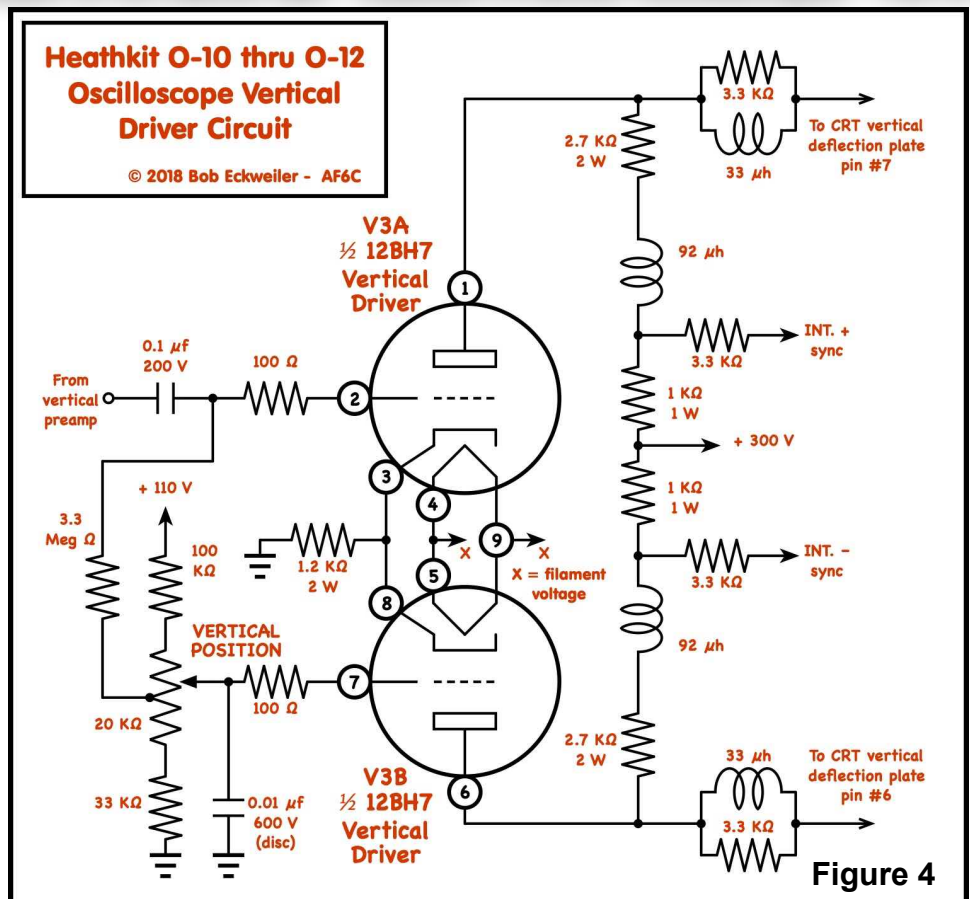 Heathkit O-10 thru O-12
Oscilloscope Vertical
Driver Circuit
© 2018 Bob Eckweiler - AF6C
3.3 KΩ
33 µh
To CRT vertical
deflection plate
pin #7
2.7 KΩ
2 W
92 µh
V3A
½ 12BH7
Vertical
Driver
1
INT. +
sync
3.3 KΩ
0.1 µf
200 V
100 Ω
From
vertical
preamp
2
1 KΩ
1 W
+ 300 V
3
4
+ 110 V
3.3
Meg Ω
100
KΩ
1.2 KΩ
2 W
X
9
X
X = filament
voltage
5
8
1 KΩ
1 W
INT. -
sync
3.3 KΩ
VERTICAL
POSITION
92 µh
7
100 Ω
20 KΩ
2.7 KΩ
2 W
33 KΩ
0.01 µf
600 V
(disc)
V3B
½ 12BH7
Vertical
Driver
6
33 µh
3.3 KΩ
To CRT vertical
deflection plate
pin #6
Figure 4